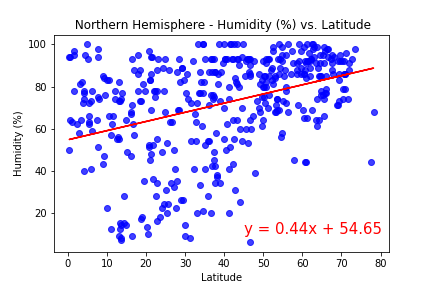 Northern Hemisphere - Humidity (%) vs. Latitude
100
80
60
40
20
Humidity (%)
y = 0.44x + 54.65
0 10 20 30 40 50 60 70 80
Latitude